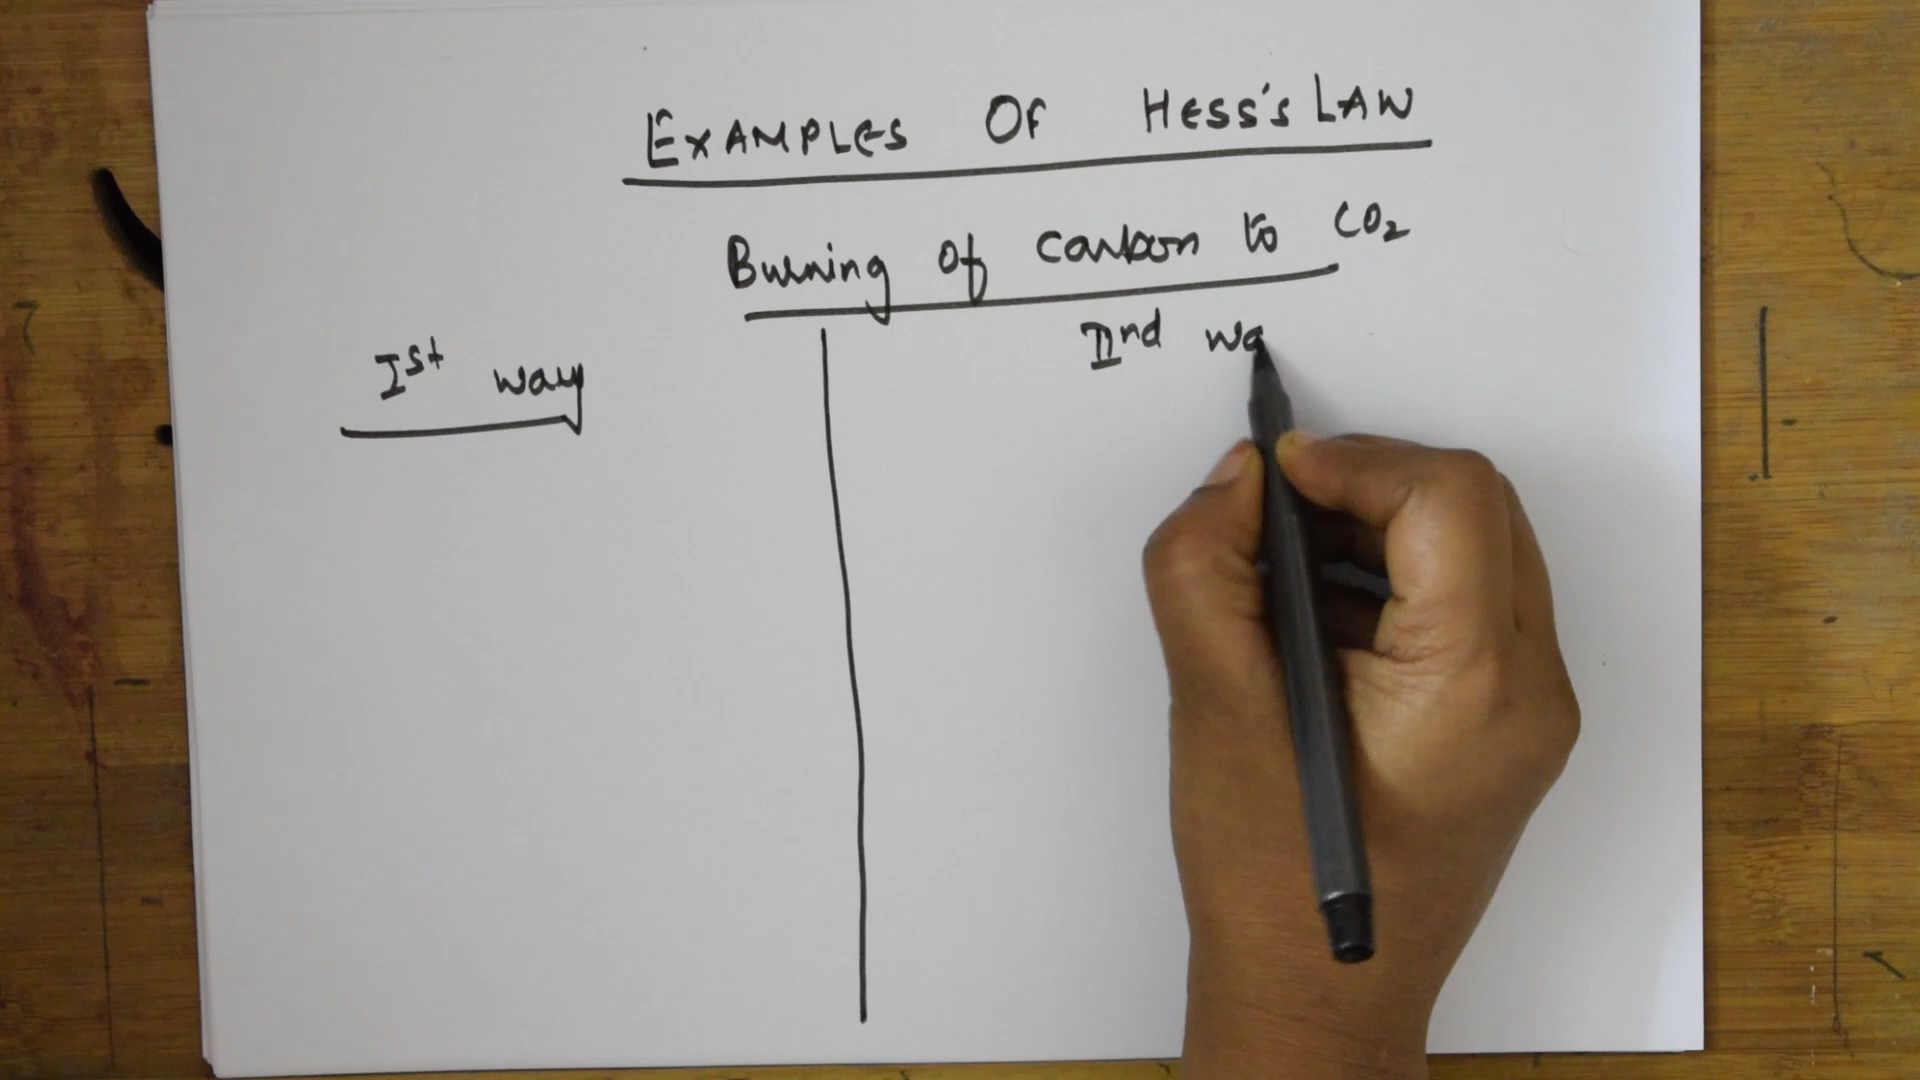 EXAMPLES OF HESS'S LAW
Burning of carbon to CO₂
Ist way
IInd wa